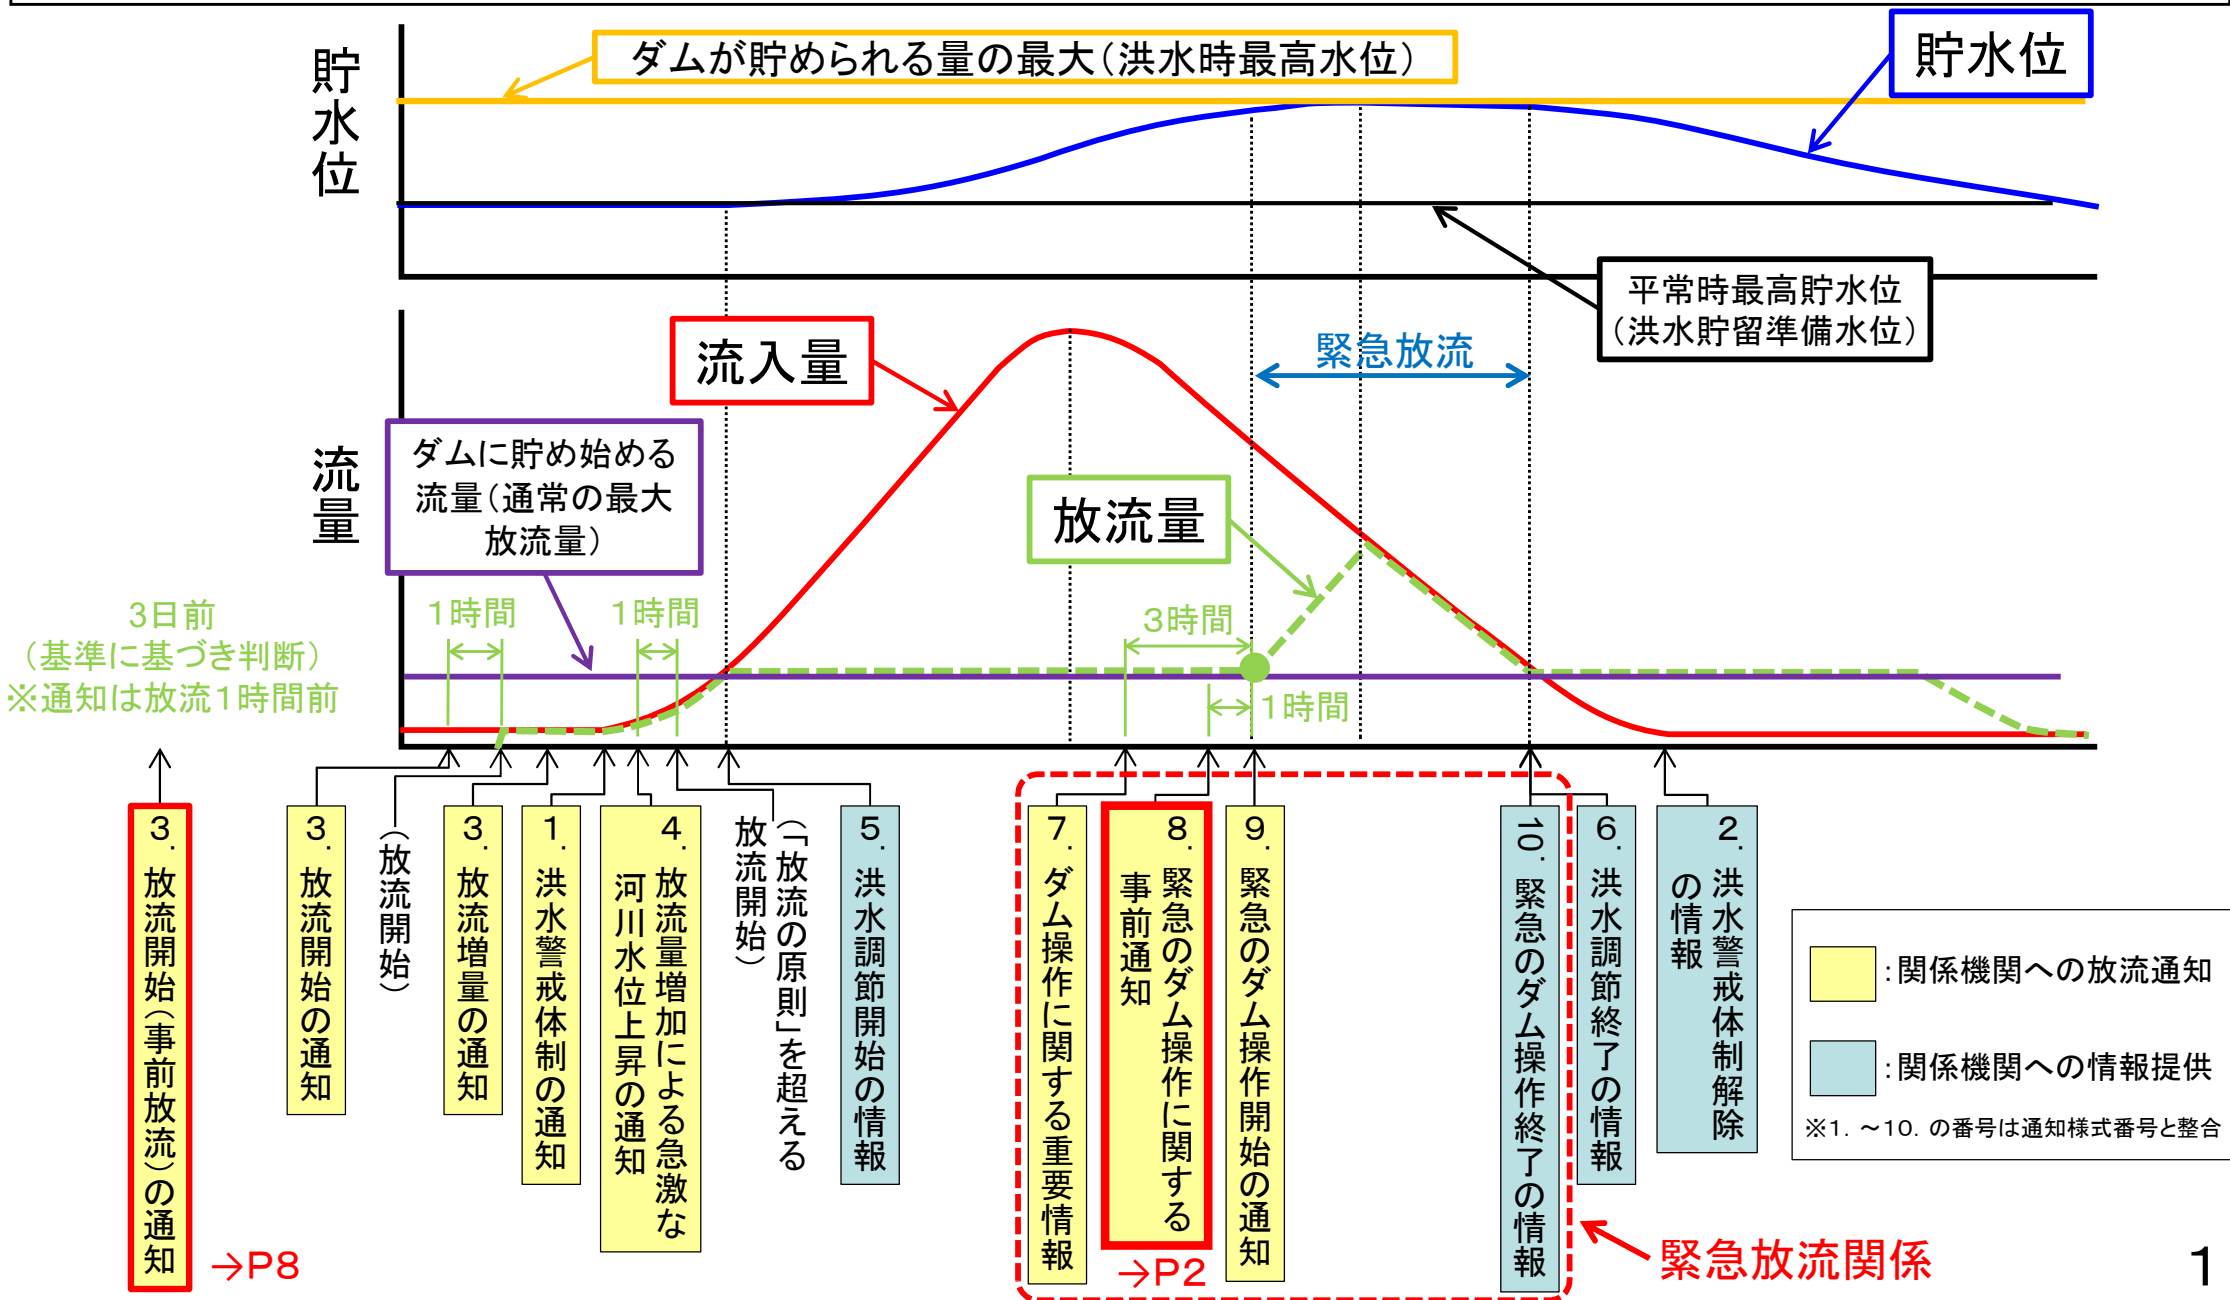 貯水位
ダムが貯められる量の最大（洪水時最高水位）
貯水位
平常時最高貯水位
（洪水貯留準備水位）
流量
流入量
緊急放流
ダムに貯め始める
流量（通常の最大
放流量）
放流量
3日前
（基準に基づき判断）
※通知は放流１時間前
１時間
１時間
３時間
１時間
３．放流開始（事前放流）の通知
→P8
３．放流開始の通知
（放流開始）
３．放流増量の通知
１．洪水警戒体制の通知
４．放流量増加による急激な
河川水位上昇の通知
（「放流の原則」を超える
放流開始）
５．洪水調節開始の情報
７．ダム操作に関する重要情報
８．緊急のダム操作に関する
事前通知
→P2
９．緊急のダム操作開始の通知
10．緊急のダム操作終了の情報
６．洪水調節終了の情報
２．洪水警戒体制解除
の情報
緊急放流関係
：関係機関への放流通知
：関係機関への情報提供
※1．～10．の番号は通知様式番号と整合
1